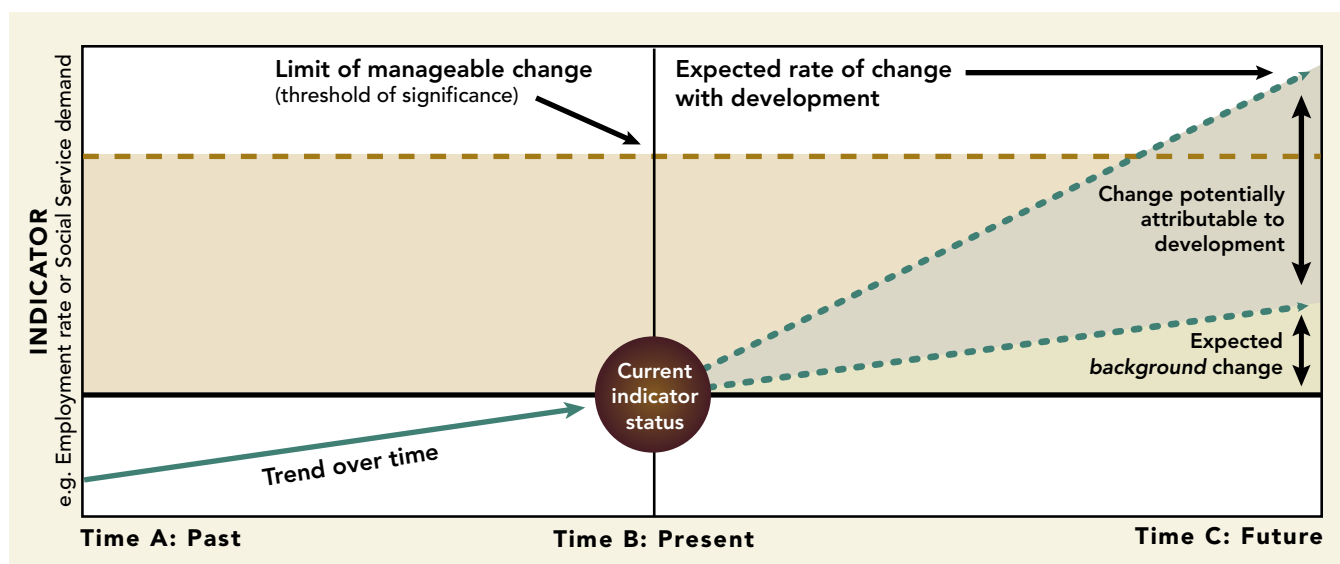 INDICATOR
e.g. Employment rate or Social Service demand
Limit of manageable change
(threshold of significance)
Expected rate of change
with development
Change potentially
attributable to
development
Expected
background change
Current
indicator
status
Trend over time
Time A: Past
Time B: Present
Time C: Future